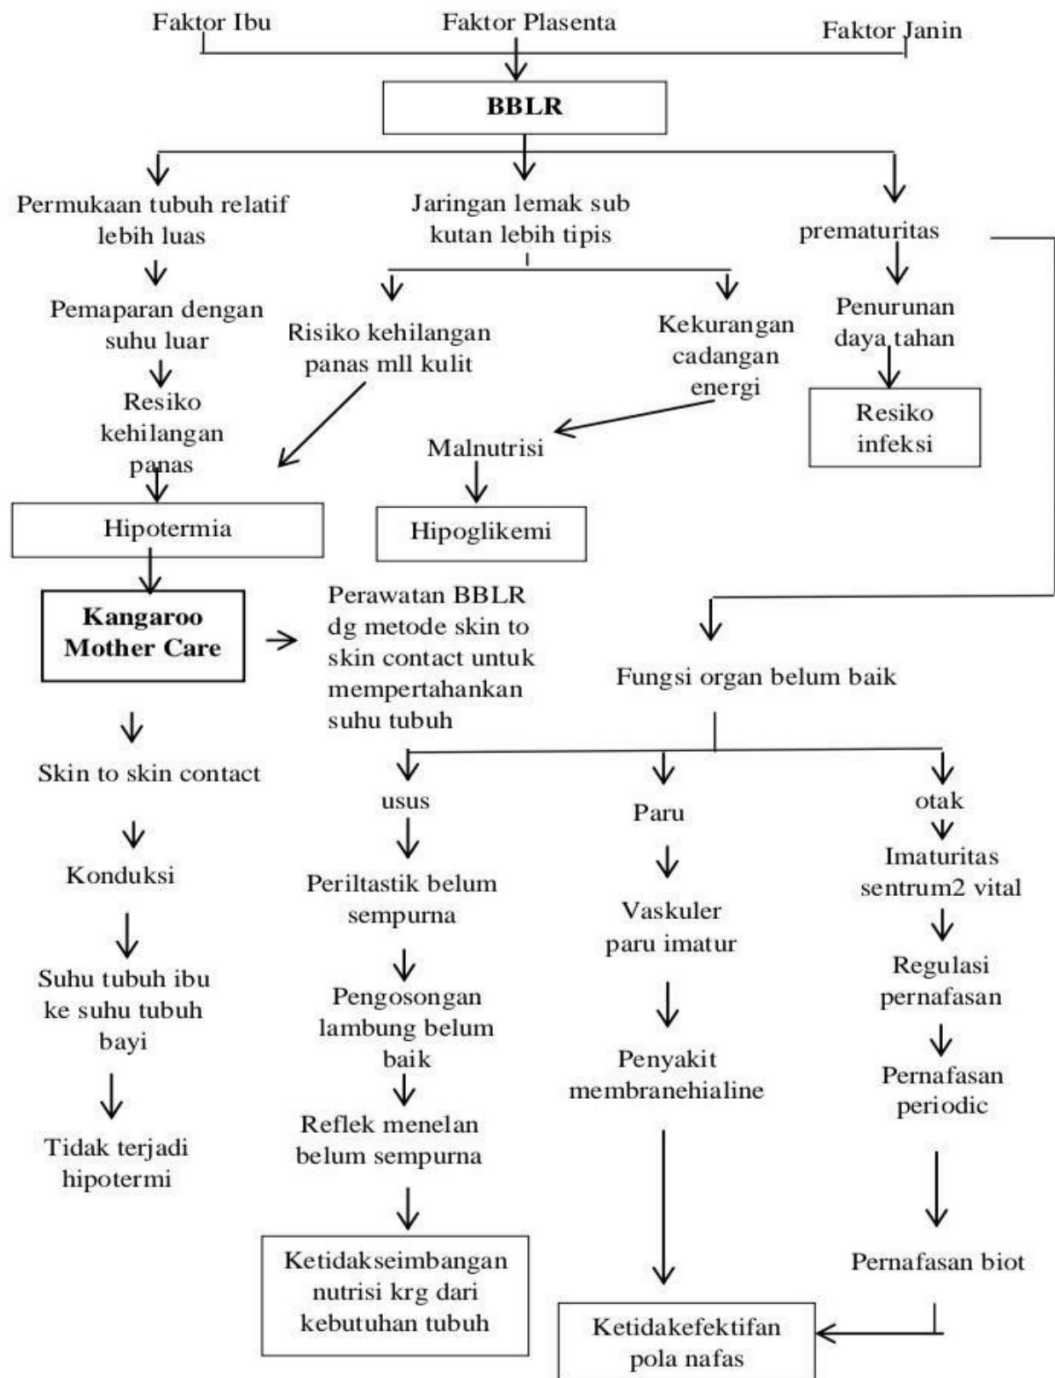 Faktor Ibu
Faktor Plasenta
Faktor Janin
BBLR
Permukaan tubuh relatif
lebih luas
Jaringan lemak sub
kutan lebih tipis
prematuritas
Pemaparan dengan
suhu luar
Risiko kehilangan
panas mll kulit
Kekurangan
cadangan
energi
Penurunan
daya tahan
Resiko
kehilangan
panas
Malnutrisi
Resiko
infeksi
Hipotermia
Hipoglikemi
Kangaroo
Mother Care
Perawatan BBLR
dg metode skin to
skin contact untuk
mempertahankan
suhu tubuh
Fungsi organ belum baik
Skin to skin contact
Konduksi
Suhu tubuh ibu
ke suhu tubuh
bayi
Tidak terjadi
hipotermi
usus
Periltastik belum
sempurna
Pengosongan
lambung belum
baik
Reflek menelan
belum sempurna
Ketidakseimbangan
nutrisi krg dari
kebutuhan tubuh
Paru
Vaskuler
paru imatur
Penyakit
membranehialine
otak
Imaturitas
sentrum2 vital
Regulasi
pernafasan
Pernafasan
periodic
Pernafasan biot
Ketidakefektifan
pola nafas